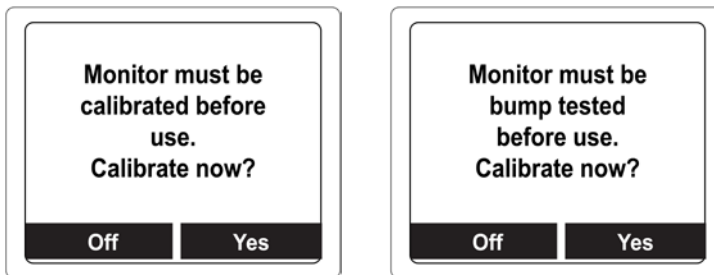 Monitor must be
calibrated before
use.
Calibrate now?
Off Yes
Monitor must be
bump tested
before use.
Calibrate now?
Off Yes